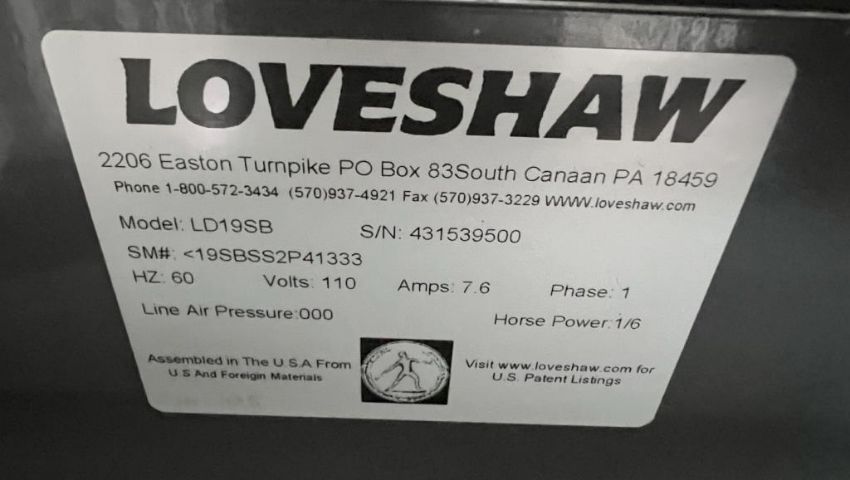 LOVESHAW
2206 Easton Turnpike PO Box 83South Canaan PA 18459
Phone 1-800-572-3434 (570)937-4921 Fax (570)937-3229 WWW.loveshaw.com
Model: LD19SB S/N: 431539500
SM#: <19SBSS2P41333
HZ: 60 Volts: 110 Amps: 7.6 Phase: 1
Line Air Pressure:000 Horse Power:1/6
Assembled in The U S A From
U.S And Foreigin Materials
Visit www.loveshaw.com for
U.S. Patent Listings